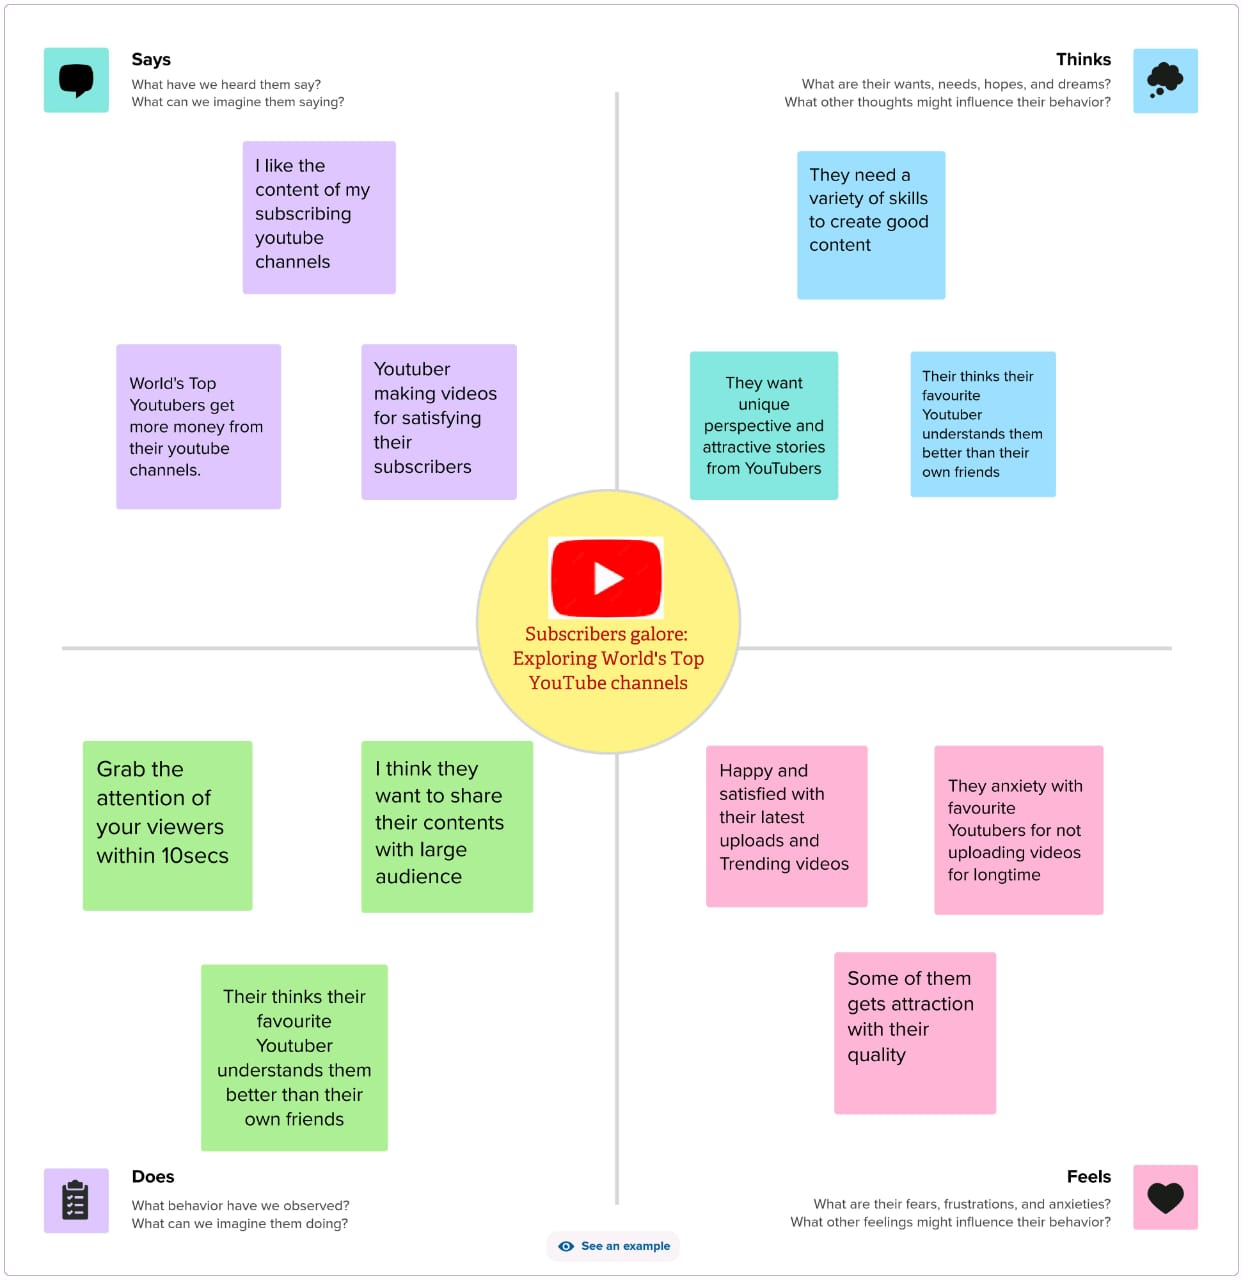 Says
What have we heard them say?
What can we imagine them saying?
Thinks
What are their wants, needs, hopes, and dreams?
What other thoughts might influence their behavior?
I like the
content of my
subscribing
youtube
channels
World's Top
Youtubers get
more money from
their youtube
channels.
Youtuber
making videos
for satisfying
their
subscribers
They need a
variety of skills
to create good
content
They want
unique
perspective and
attractive stories
from YouTubers
Their thinks their
favourite
Youtuber
understands them
better than their
own friends
Subscribers galore:
Exploring World's Top
YouTube channels
Grab the
attention of
your viewers
within 10secs
I think they
want to share
their contents
with large
audience
Their thinks their
favourite
Youtuber
understands them
better than their
own friends
Happy and
satisfied with
their latest
uploads and
Trending videos
They anxiety with
favourite
Youtubers for not
uploading videos
for longtime
Some of them
gets attraction
with their
quality
Does
What behavior have we observed?
What can we imagine them doing?
Feels
What are their fears, frustrations, and anxieties?
What other feelings might influence their behavior?
See an example